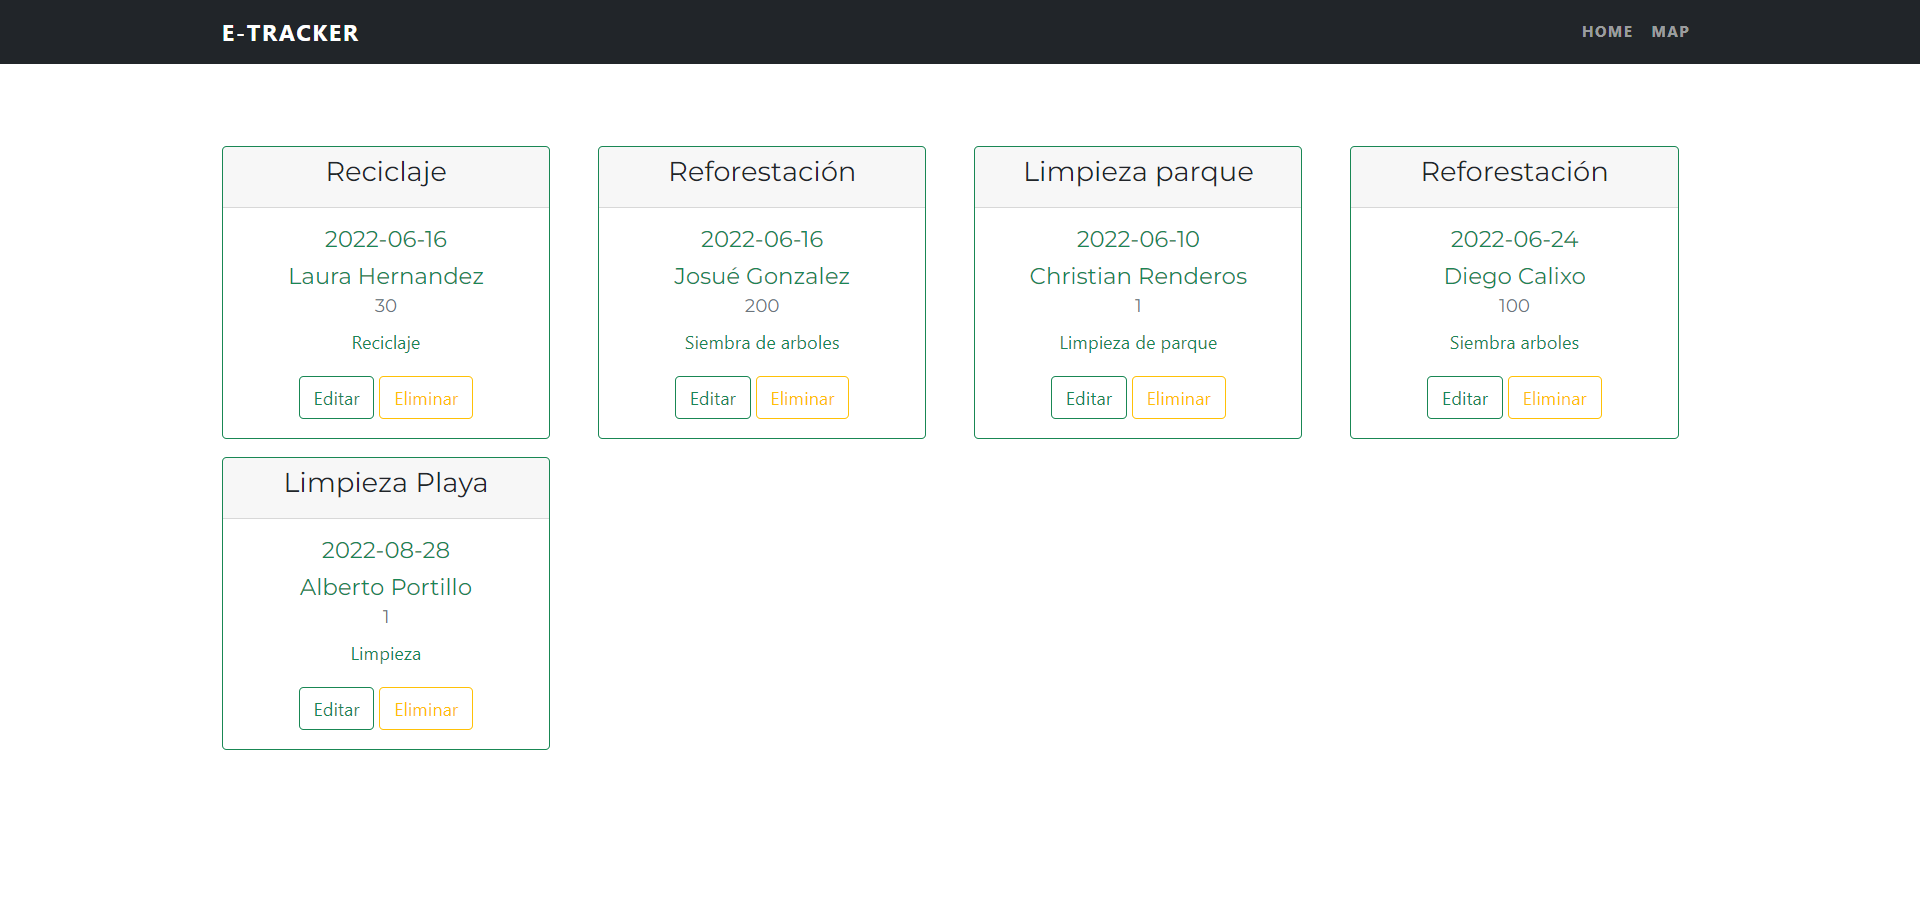 E-TRACKER
HOME MAP
Reciclaje
2022-06-16
Laura Hernandez
30
Reciclaje
Editar Eliminar
Reforestación
2022-06-16
Josué Gonzalez
200
Siembra de arboles
Editar Eliminar
Limpieza parque
2022-06-10
Christian Renderos
1
Limpieza de parque
Editar Eliminar
Reforestación
2022-06-24
Diego Calixo
100
Siembra arboles
Editar Eliminar
Limpieza Playa
2022-08-28
Alberto Portillo
1
Limpieza
Editar Eliminar